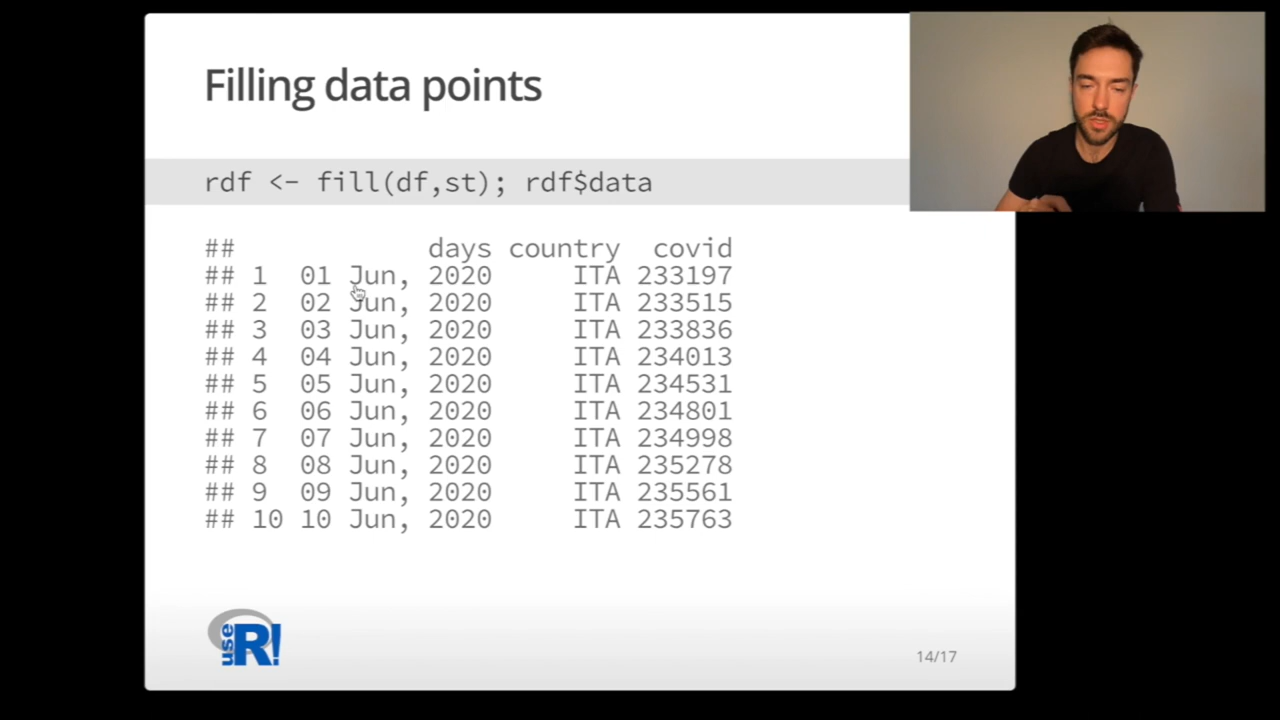 Filling data points
rdf <- fill(df,st); rdf$data
## days country covid
## 1 01 Jun, 2020 ITA 233197
## 2 02 Jun, 2020 ITA 233515
## 3 03 Jun, 2020 ITA 233836
## 4 04 Jun, 2020 ITA 234013
## 5 05 Jun, 2020 ITA 234531
## 6 06 Jun, 2020 ITA 234801
## 7 07 Jun, 2020 ITA 234998
## 8 08 Jun, 2020 ITA 235278
## 9 09 Jun, 2020 ITA 235561
## 10 10 Jun, 2020 ITA 235763
use R!
14/17